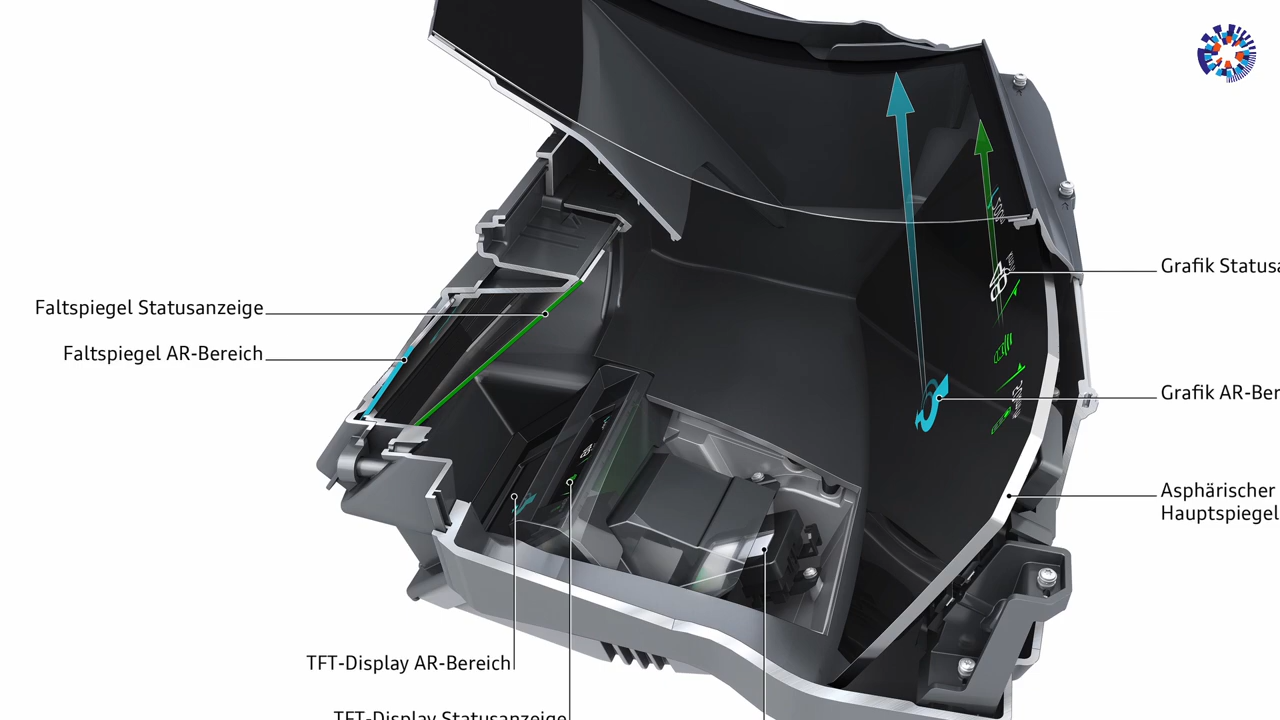 Grafik Statusa
Faltspiegel Statusanzeige
Faltspiegel AR-Bereich
Grafik AR-Ber
Asphärischer
Hauptspiegel
TFT-Display AR-Bereich
TFT-Display Statusanzeige